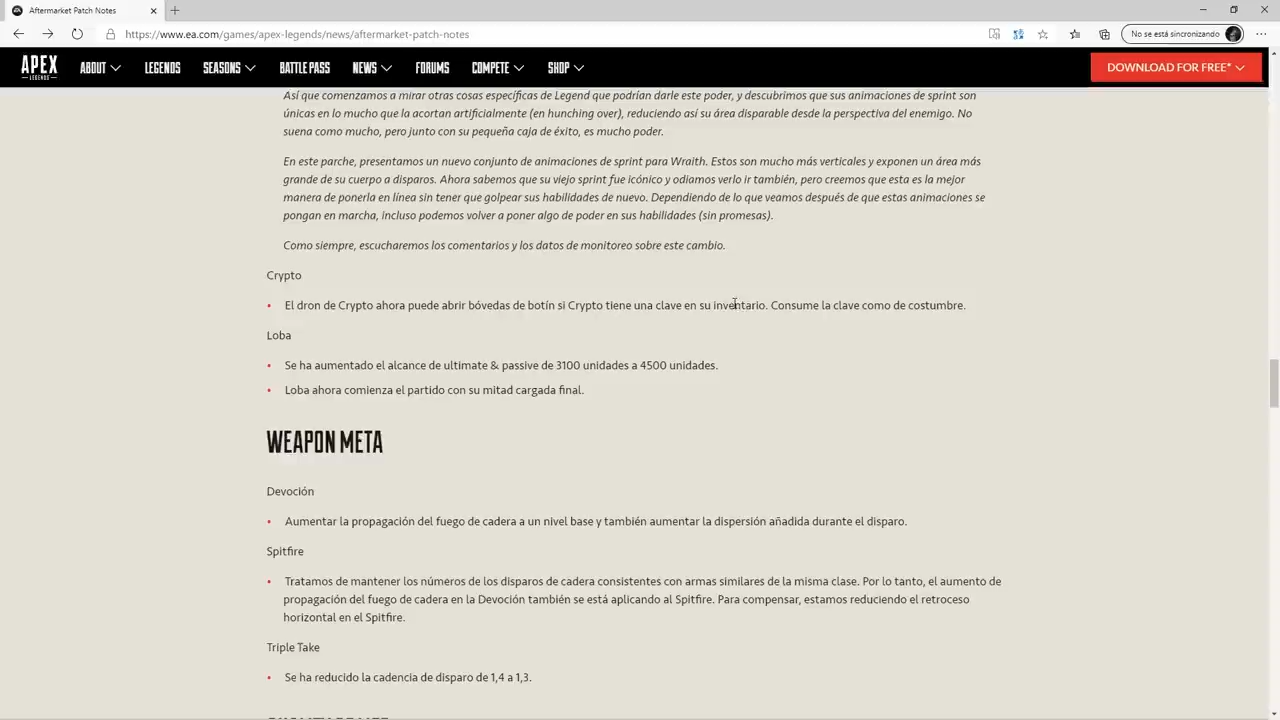 Aftermarket Patch Notes
https://www.ea.com/games/apex-legends/news/aftermarket-patch-notes
No se está sincronizando
APEX
LEGENDS
ABOUT
LEGENDS
SEASONS
BATTLE PASS
NEWS
FORUMS
COMPETE
SHOP
DOWNLOAD FOR FREE*
Así que comenzamos a mirar otras cosas específicas de Legend que podrían darle este poder, y descubrimos que sus animaciones de sprint son
únicas en lo mucho que la acortan artificialmente (en hunching over), reduciendo así su área disparable desde la perspectiva del enemigo. No
suena como mucho, pero junto con su pequeña caja de éxito, es mucho poder.
En este parche, presentamos un nuevo conjunto de animaciones de sprint para Wraith. Estos son mucho más verticales y exponen un área más
grande de su cuerpo a disparos. Ahora sabemos que su viejo sprint fue icónico y odiamos verlo ir también, pero creemos que esta es la mejor
manera de ponerla en línea sin tener que golpear sus habilidades de nuevo. Dependiendo de lo que veamos después de que estas animaciones se
pongan en marcha, incluso podemos volver a poner algo de poder en sus habilidades (sin promesas).
Como siempre, escucharemos los comentarios y los datos de monitoreo sobre este cambio.
Crypto
• El dron de Crypto ahora puede abrir bóvedas de botín si Crypto tiene una clave en su inventario. Consume la clave como de costumbre.
Loba
• Se ha aumentado el alcance de ultimate & passive de 3100 unidades a 4500 unidades.
• Loba ahora comienza el partido con su mitad cargada final.
WEAPON META
Devoción
• Aumentar la propagación del fuego de cadera a un nivel base y también aumentar la dispersión añadida durante el disparo.
Spitfire
• Tratamos de mantener los números de los disparos de cadera consistentes con armas similares de la misma clase. Por lo tanto, el aumento de
propagación del fuego de cadera en la Devoción también se está aplicando al Spitfire. Para compensar, estamos reduciendo el retroceso
horizontal en el Spitfire.
Triple Take
• Se ha reducido la cadencia de disparo de 1,4 a 1,3.